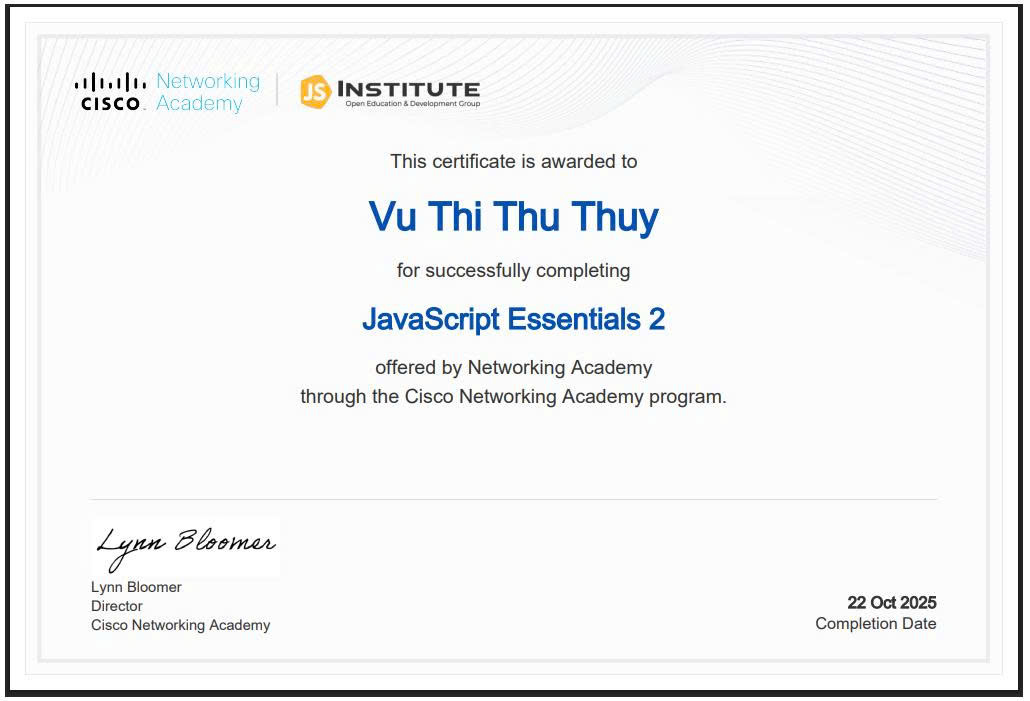 CISCO. Networking Academy
JS INSTITUTE
Open Education & Development Group
This certificate is awarded to
Vu Thi Thu Thuy
for successfully completing
JavaScript Essentials 2
offered by Networking Academy
through the Cisco Networking Academy program.
Lynn Bloomer
Lynn Bloomer
Director
Cisco Networking Academy
22 Oct 2025
Completion Date